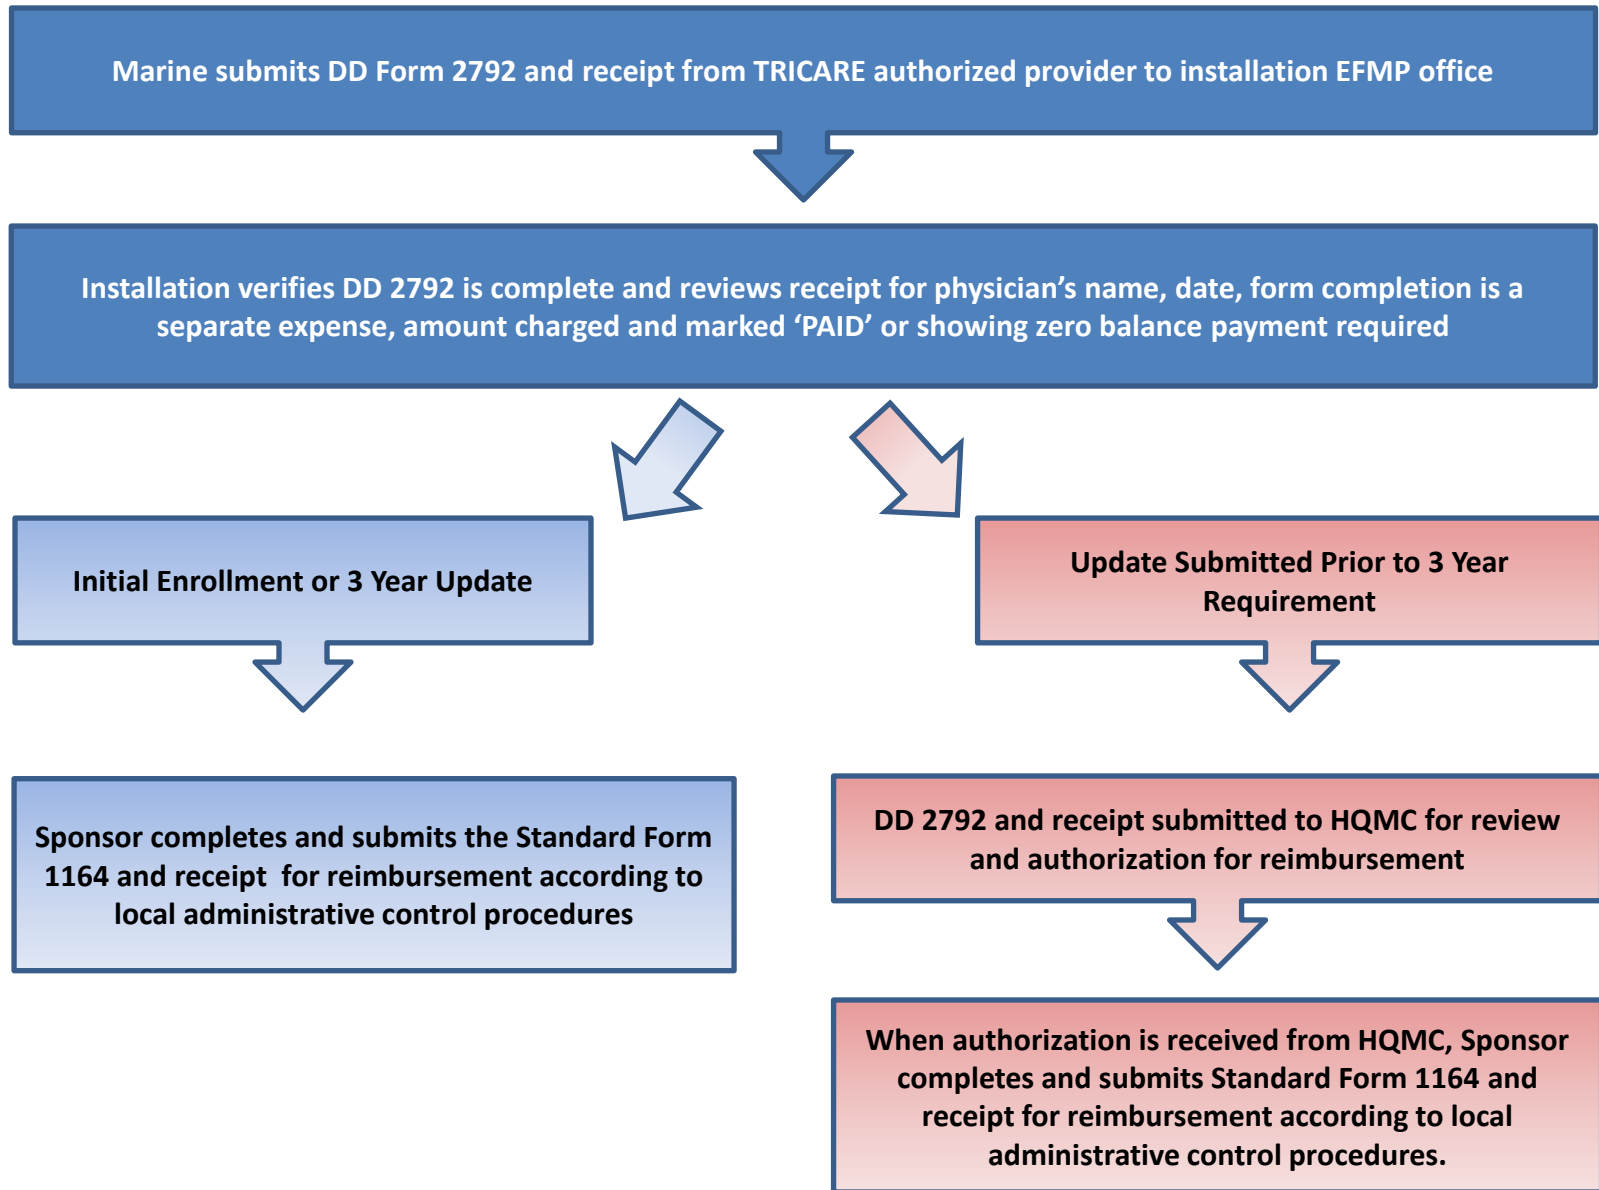 Marine submits DD Form 2792 and receipt from TRICARE authorized provider to installation EFMP office
Installation verifies DD 2792 is complete and reviews receipt for physician’s name, date, form completion is a
separate expense, amount charged and marked ‘PAID’ or showing zero balance payment required
Initial Enrollment or 3 Year Update
Update Submitted Prior to 3 Year
Requirement
Sponsor completes and submits the Standard Form
1164 and receipt for reimbursement according to
local administrative control procedures
DD 2792 and receipt submitted to HQMC for review
and authorization for reimbursement
When authorization is received from HQMC, Sponsor
completes and submits Standard Form 1164 and
receipt for reimbursement according to local
administrative control procedures.